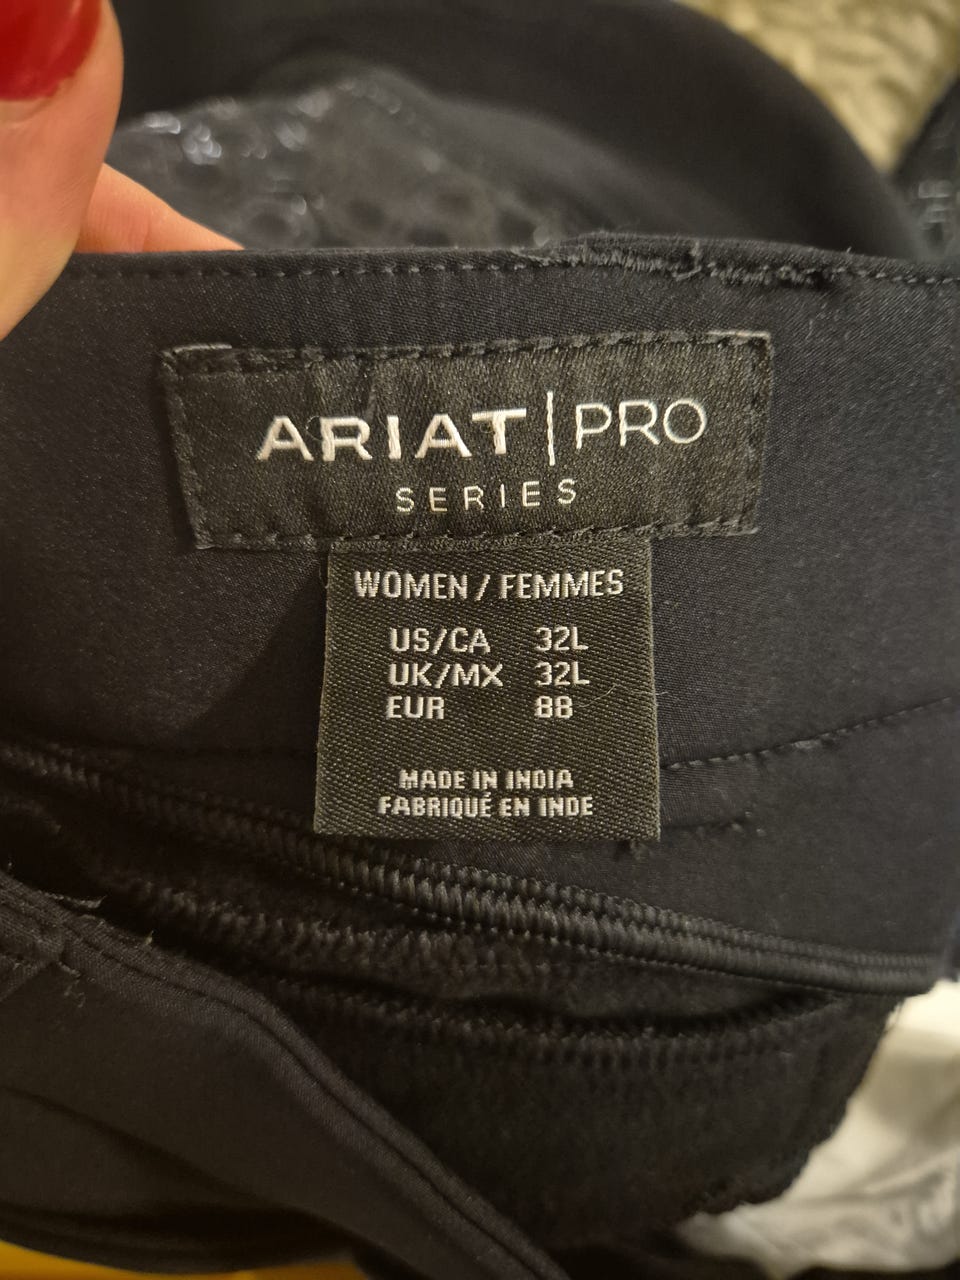 ARIAT | PRO
SERIES
WOMEN / FEMMES
US/CA 32L
UK/MX 32L
EUR 88
MADE IN INDIA
FABRIQUÉ EN INDE